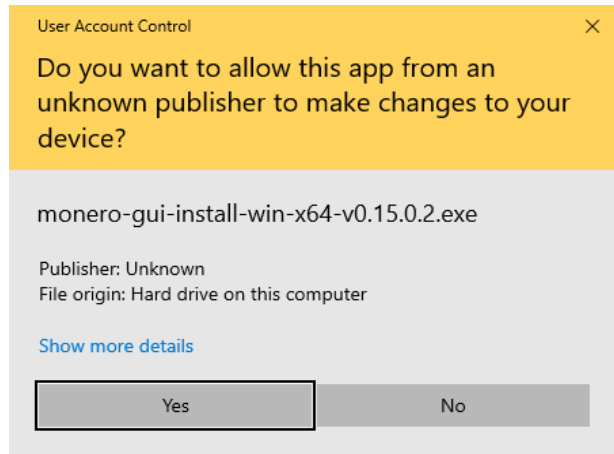 User Account Control
Do you want to allow this app from an
unknown publisher to make changes to your
device?
monero-gui-install-win-x64-v0.15.0.2.exe
Publisher: Unknown
File origin: Hard drive on this computer
Show more details
Yes
No